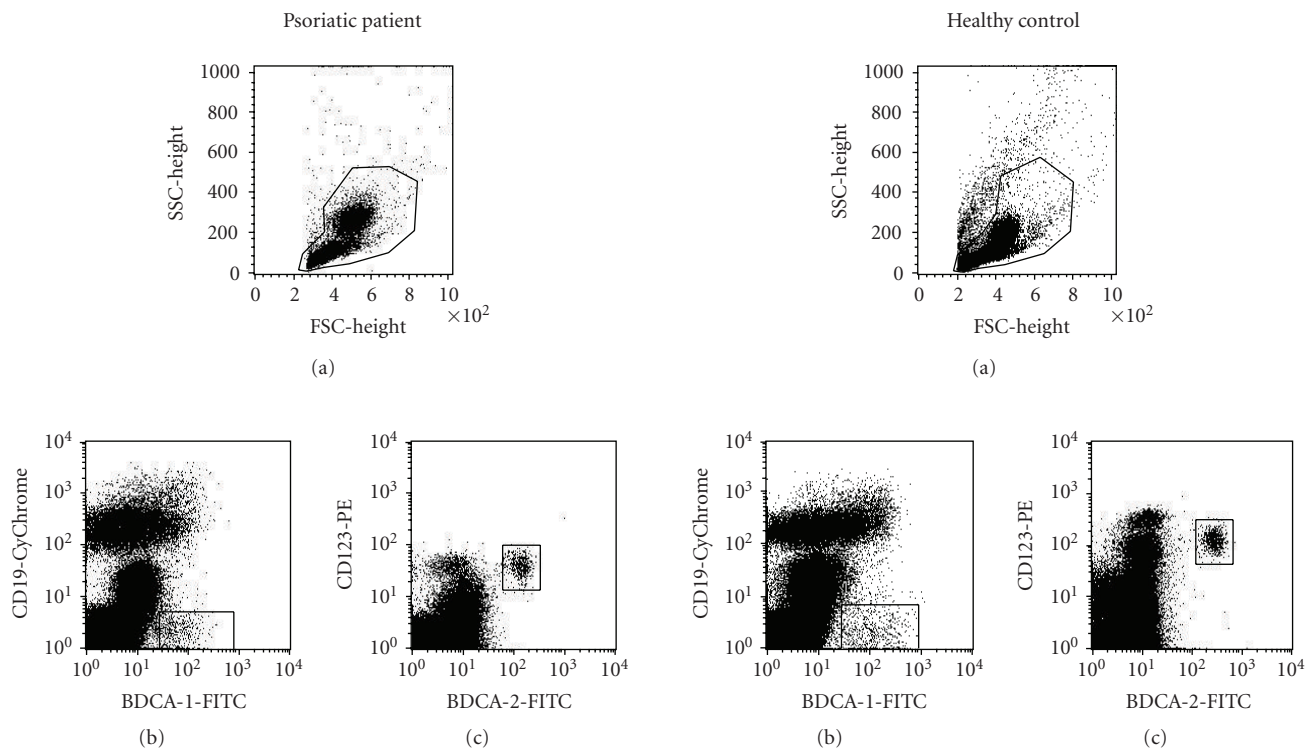 Psoriatic patient
Healthy control
SSC-height
1000
800
600
400
200
0
0 2 4 6 8 10
×10²
FSC-height
(a)
SSC-height
1000
800
600
400
200
0
0 2 4 6 8 10
×10²
FSC-height
(a)
CD19-CyChrome
10⁴
10³
10²
10¹
10⁰
10⁰ 10¹ 10² 10³ 10⁴
BDCA-1-FITC
(b)
CD123-PE
10⁴
10³
10²
10¹
10⁰
10⁰ 10¹ 10² 10³ 10⁴
BDCA-2-FITC
(c)
CD19-CyChrome
10⁴
10³
10²
10¹
10⁰
10⁰ 10¹ 10² 10³ 10⁴
BDCA-1-FITC
(b)
CD123-PE
10⁴
10³
10²
10¹
10⁰
10⁰ 10¹ 10² 10³ 10⁴
BDCA-2-FITC
(c)